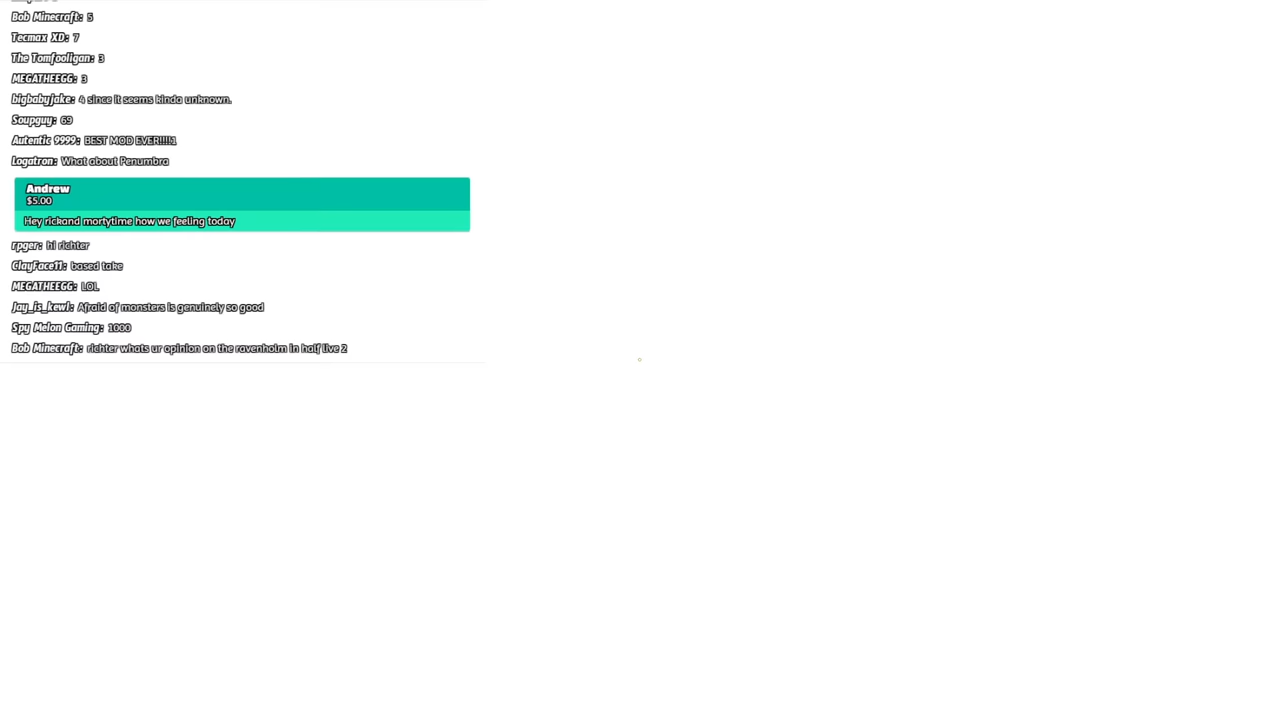 Bob Minecraft: 5
Tecmax XD: 7
The Tomfooligan: 3
MEGATHEEGG: 3
bigbabyjake: 4 since it seems kinda unknown.
Soupguy: 69
Autentic 9999: BEST MOD EVER!!!!1
Logatron: What about Penumbra
Andrew
$5.00
Hey rickand mortytime how we feeling today
rpger: hi richter
ClayFace11: based take
MEGATHEEGG: LOL
Jay_is_kewl: Afraid of monsters is genuinely so good
Spy Melon Gaming: 1000
Bob Minecraft: richter whats ur opinion on the ravenholm in half live 2